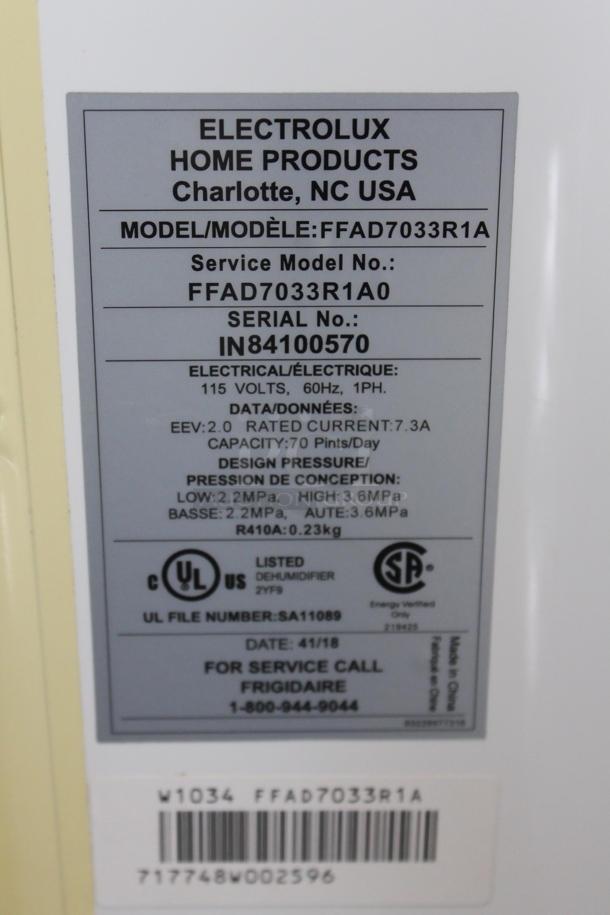 ELECTROLUX
HOME PRODUCTS
Charlotte, NC USA
MODEL/MODÈLE:FFAD7033R1A
Service Model No.:
FFAD7033R1A0
SERIAL No.:
IN84100570
ELECTRICAL/ÉLECTRIQUE:
115 VOLTS, 60Hz, 1PH.
DATA/DONNÉES:
EEV:2.0 RATED CURRENT:7.3A
CAPACITY:70 Pints/Day
DESIGN PRESSURE/
PRESSION DE CONCEPTION:
LOW:2.2MPa, HIGH:3.6MPa
BASSE:2.2MPa, AUTE:3.6MPa
R410A:0.23kg
C UL US
LISTED
DEHUMIDIFIER
2YF9
SA
Energy Verified
Only
219425
UL FILE NUMBER:SA11089
DATE: 41/18
FOR SERVICE CALL
FRIGIDAIRE
1-800-944-9044
Made in China
Fabriqué en Chine
W1034 FFAD7033R1A
717748W002596